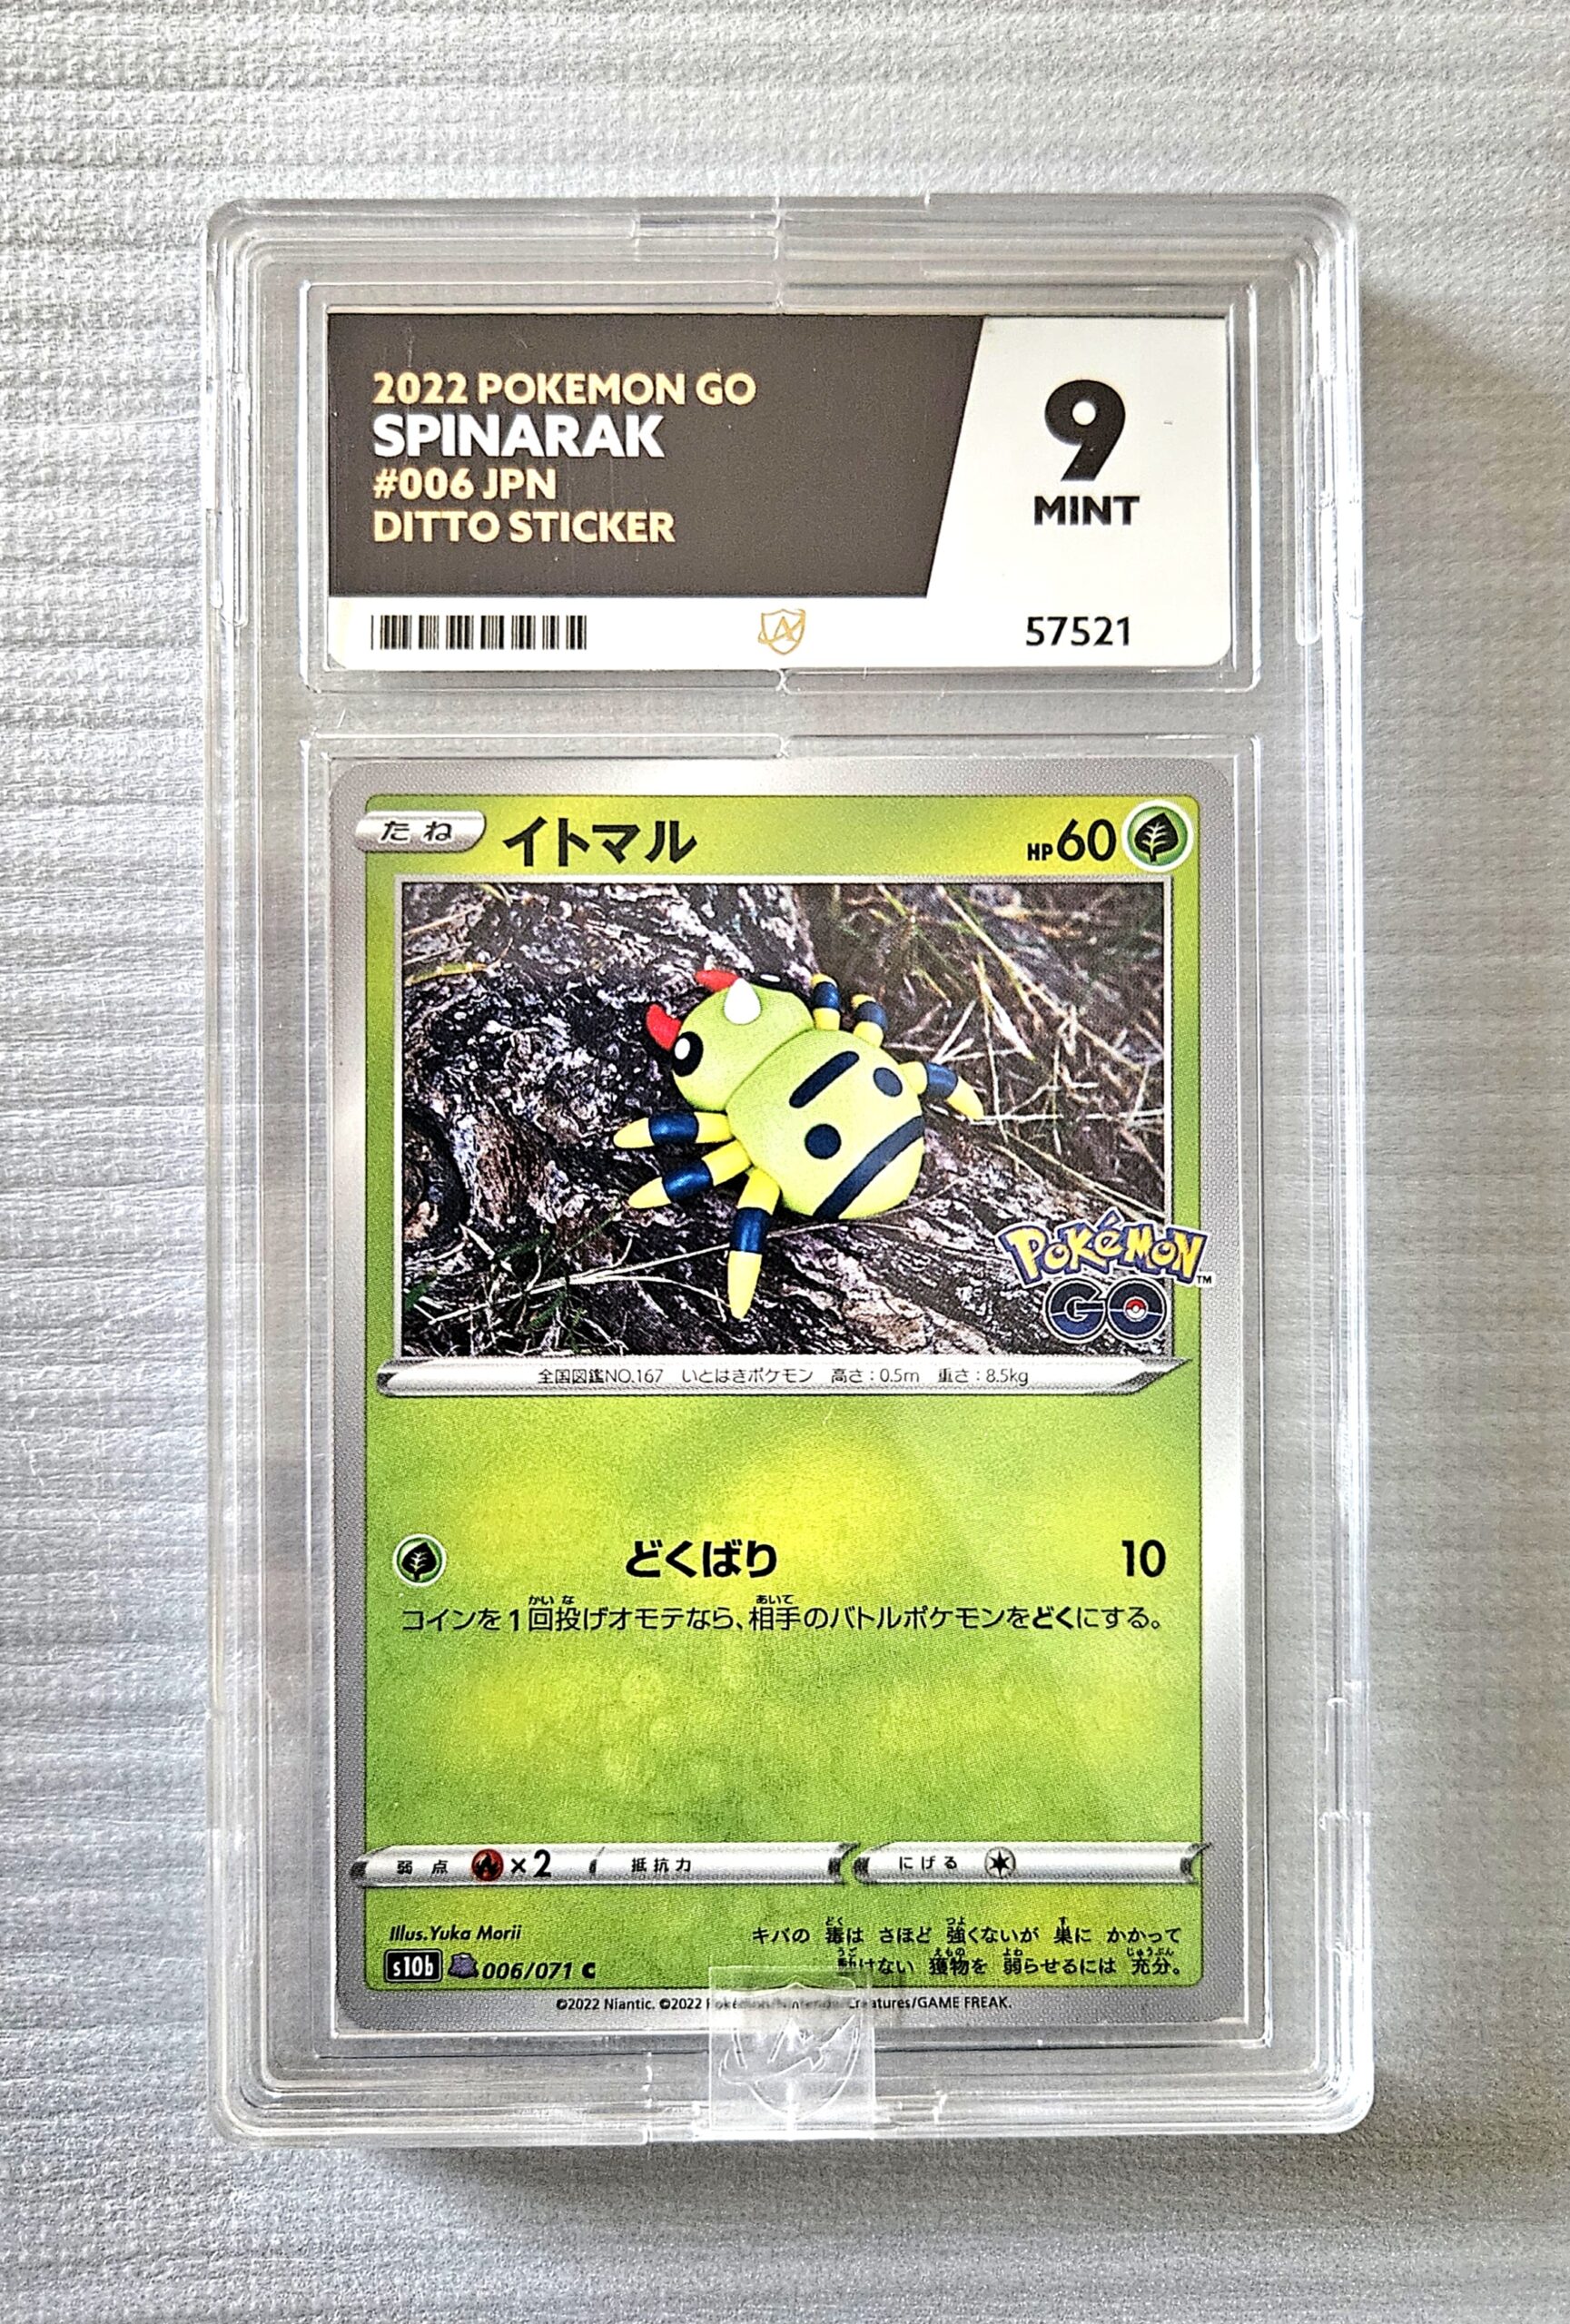 2022 POKEMON GO
SPINARAK
#006 JPN
DITTO STICKER
9
MINT
57521
たね イトマル HP60
POKéMON™
GO
全国図鑑NO.167 いとはきポケモン 高さ：0.5m 重さ：8.5kg
どくばり 10
コインを1回投げオモテなら、相手のバトルポケモンをどくにする。
弱点 ×2 抵抗力 にげる
Illus.Yuka Morii
キバの 毒は さほど 強くないが 巣に かかって
動けない 獲物を 弱らせるには 充分。
s10b 006/071 C
©2022 Niantic. ©2022 Pokémon/Nintendo/Creatures/GAME FREAK.